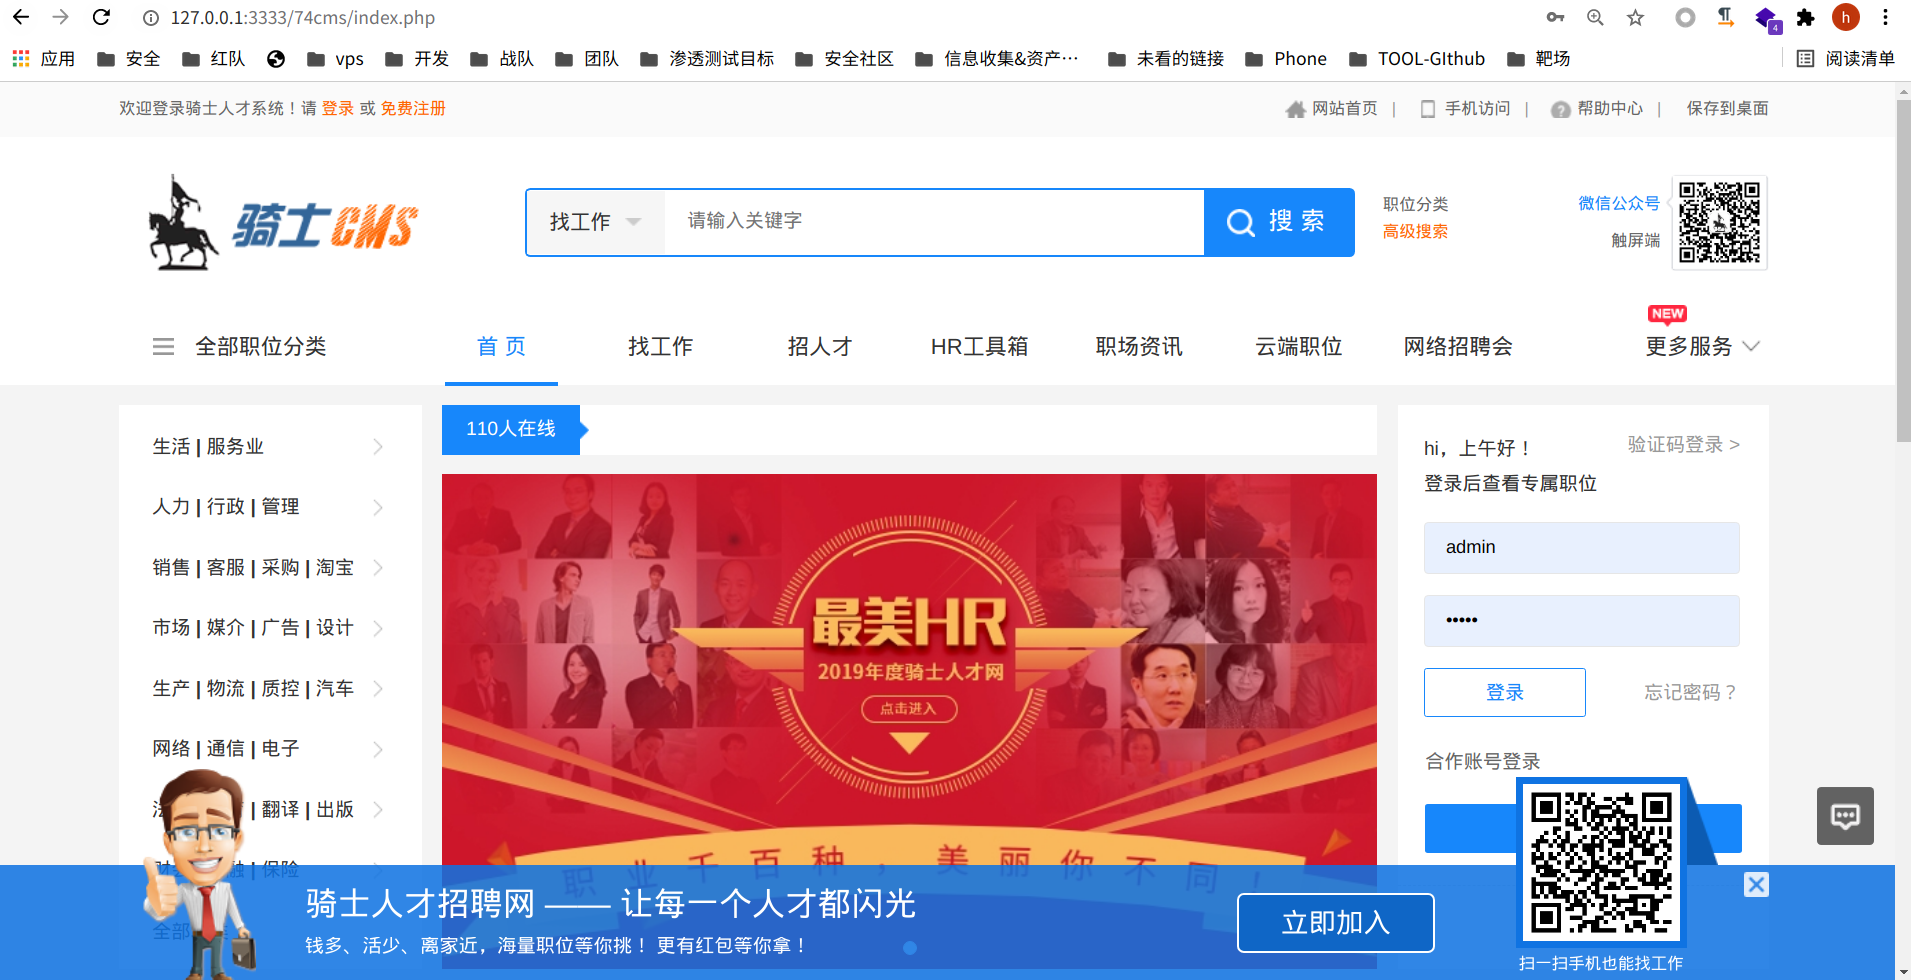 127.0.0.1:3333/74cms/index.php
h
4
应用 安全 红队 vps 开发 战队 团队 渗透测试目标 安全社区 信息收集&资产… 未看的链接 Phone TOOL-GIthub 靶场 阅读清单
欢迎登录骑士人才系统！请 登录 或 免费注册
网站首页 | 手机访问 | 帮助中心 | 保存到桌面
骑士CMS
找工作 请输入关键字 搜 索
职位分类
高级搜索
微信公众号
触屏端
NEW
全部职位分类 首 页 找工作 招人才 HR工具箱 职场资讯 云端职位 网络招聘会 更多服务
生活 | 服务业
人力 | 行政 | 管理
销售 | 客服 | 采购 | 淘宝
市场 | 媒介 | 广告 | 设计
生产 | 物流 | 质控 | 汽车
网络 | 通信 | 电子
| 翻译 | 出版
| 保险
全部
110人在线
最美HR
2019年度骑士人才网
点击进入
职业千百种，美丽你不同！
hi，上午好！
验证码登录 >
登录后查看专属职位
admin
•••••
登录
忘记密码？
合作账号登录
骑士人才招聘网 —— 让每一个人才都闪光
钱多、活少、离家近，海量职位等你挑！ 更有红包等你拿！
立即加入
扫一扫手机也能找工作